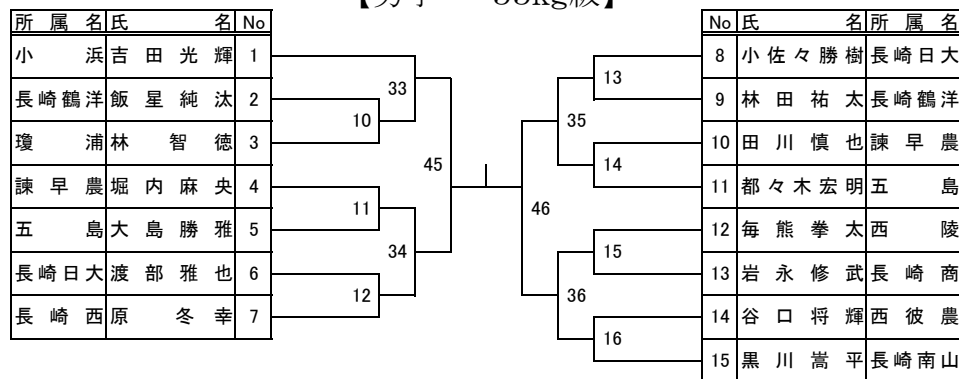 所属名 氏名 No
小浜 吉田光輝 1
長崎鶴洋 飯星純汰 2
瓊浦 林智徳 3
諫早農 堀内麻央 4
五島 大島勝雅 5
長崎日大 渡部雅也 6
長崎西 原冬幸 7
33
10
45
11
34
12
No 氏名 所属名
8 小佐々勝樹 長崎日大
9 林田祐太 長崎鶴洋
10 田川慎也 諫早農
11 都々木宏明 五島
12 毎熊拳太 西陵
13 岩永修武 長崎商
14 谷口将輝 西彼農
15 黒川嵩平 長崎南山
13
35
14
46
15
36
16